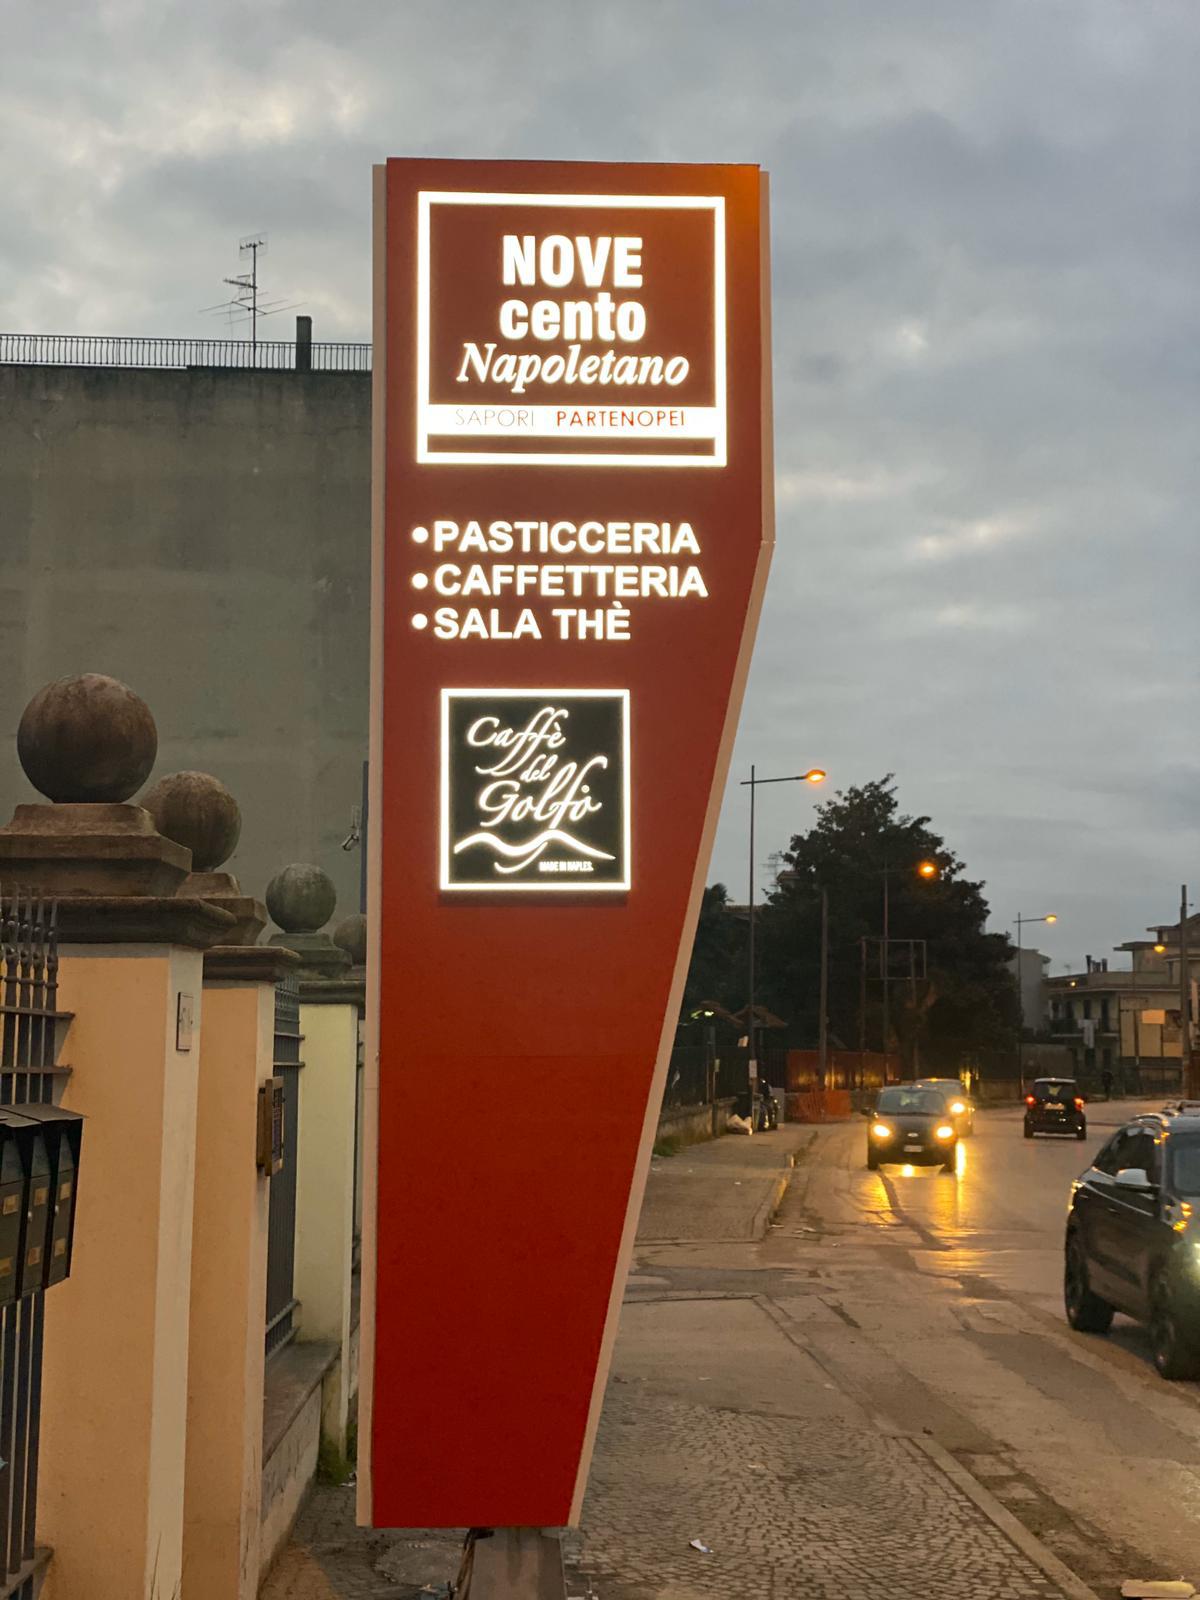 NOVE
cento
Napoletano
SAPORI PARTENOPEI
•PASTICCERIA
•CAFFETTERIA
•SALA THÈ
Caffè
del
Golfo
MADE IN NAPLES.